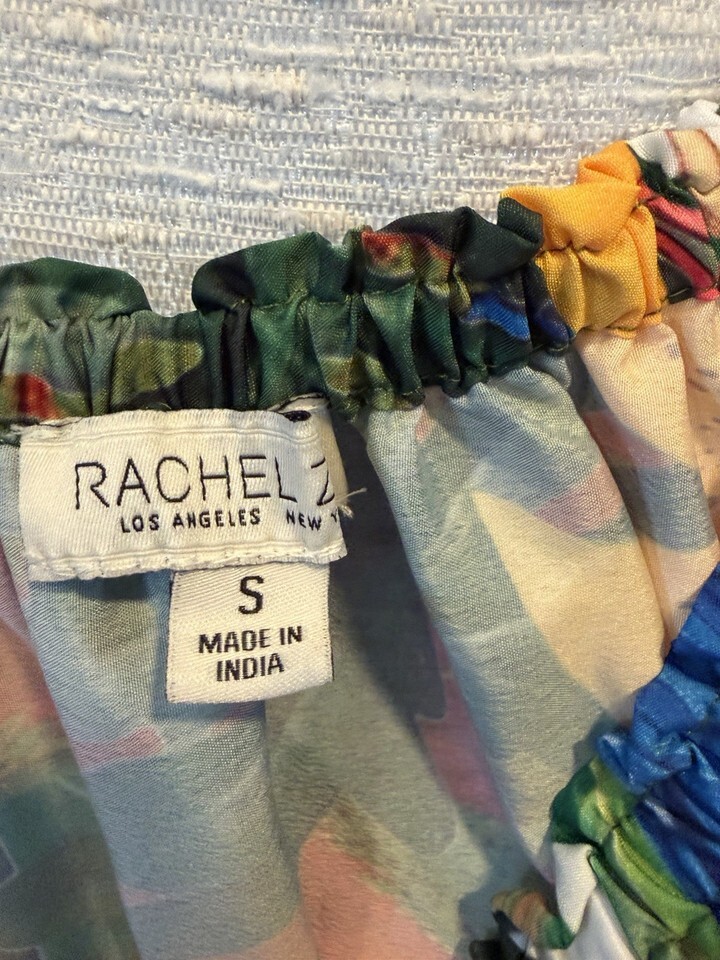 RACHEL Z
LOS ANGELES NEW
S
MADE IN
INDIA